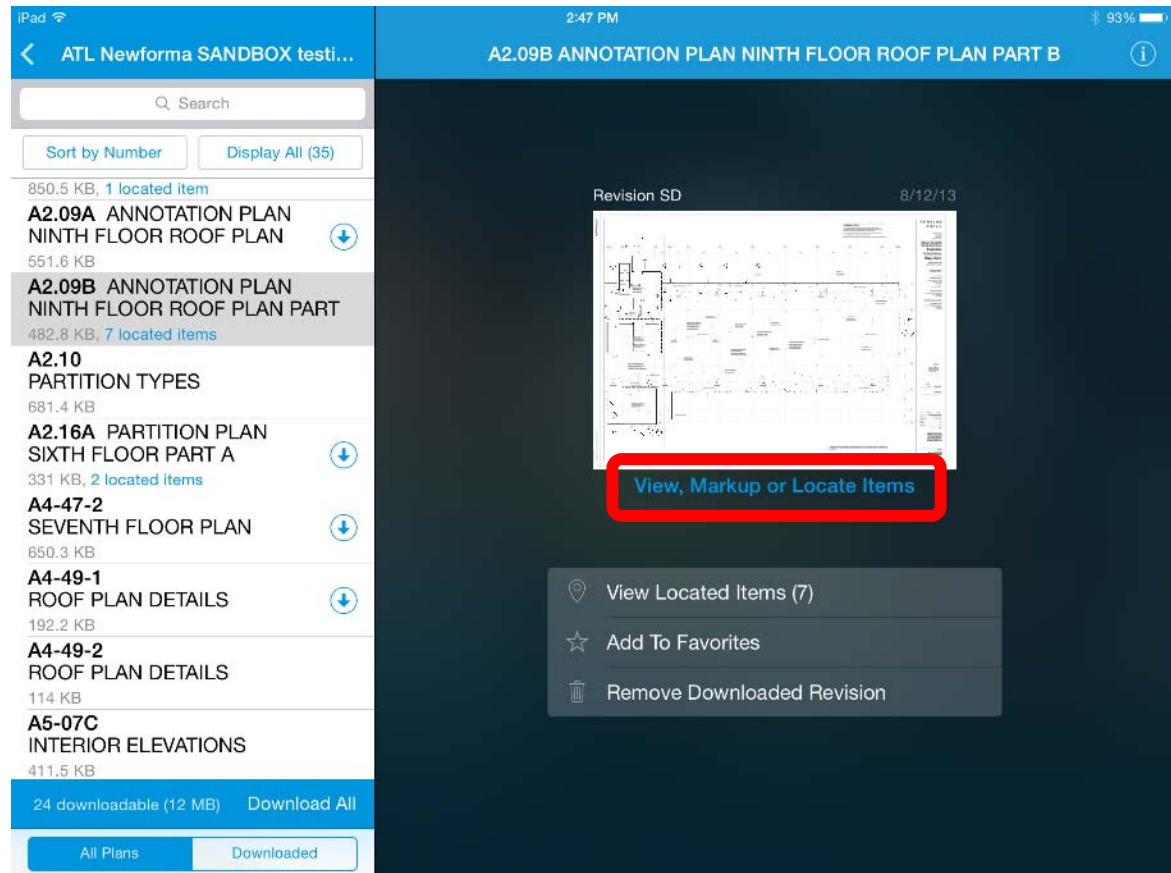 iPad
2:47 PM
93%
ATL Newforma SANDBOX testi...
A2.09B ANNOTATION PLAN NINTH FLOOR ROOF PLAN PART B
Search
Sort by Number
Display All (35)
850.5 KB, 1 located item
A2.09A ANNOTATION PLAN
NINTH FLOOR ROOF PLAN
551.6 KB
A2.09B ANNOTATION PLAN
NINTH FLOOR ROOF PLAN PART
482.8 KB, 7 located items
A2.10
PARTITION TYPES
681.4 KB
A2.16A PARTITION PLAN
SIXTH FLOOR PART A
331 KB, 2 located items
A4-47-2
SEVENTH FLOOR PLAN
650.3 KB
A4-49-1
ROOF PLAN DETAILS
192.2 KB
A4-49-2
ROOF PLAN DETAILS
114 KB
A5-07C
INTERIOR ELEVATIONS
411.5 KB
24 downloadable (12 MB)
Download All
All Plans
Downloaded
Revision SD
8/12/13
View, Markup or Locate Items
View Located Items (7)
Add To Favorites
Remove Downloaded Revision